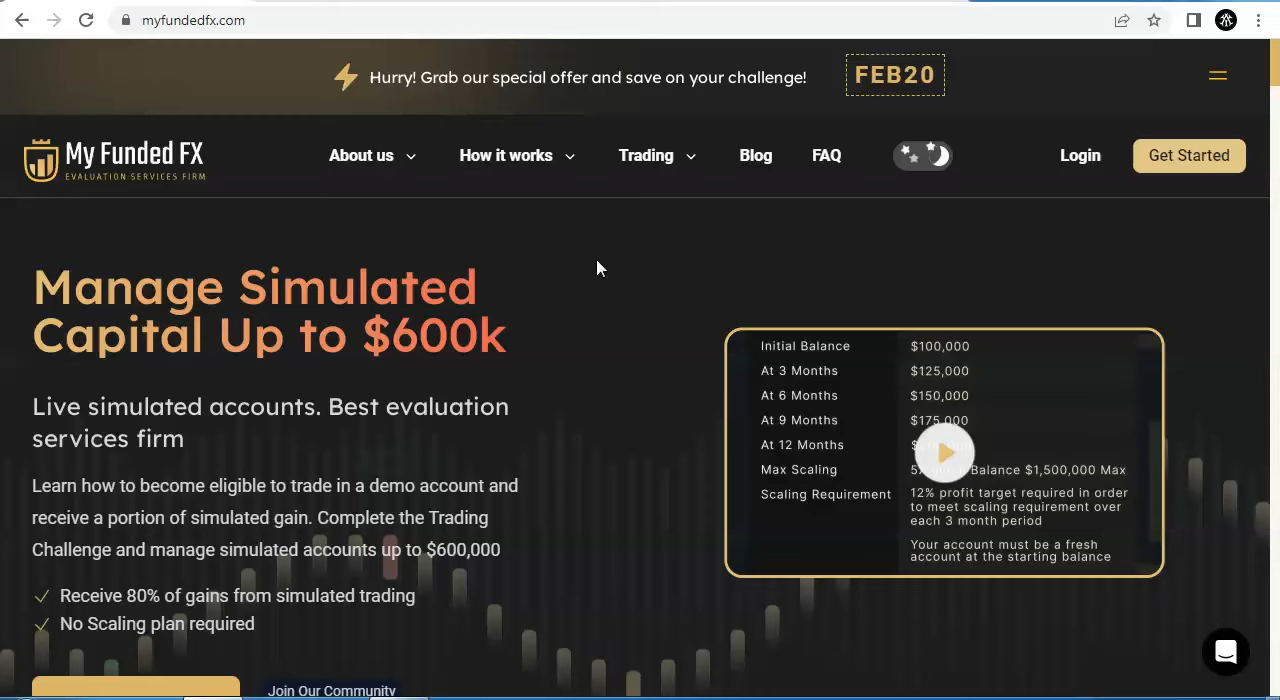 myfundedfx.com
Hurry! Grab our special offer and save on your challenge!
FEB20
My Funded FX
EVALUATION SERVICES FIRM
About us
How it works
Trading
Blog
FAQ
Login
Get Started
Manage Simulated
Capital Up to $600k
Live simulated accounts. Best evaluation
services firm
Learn how to become eligible to trade in a demo account and
receive a portion of simulated gain. Complete the Trading
Challenge and manage simulated accounts up to $600,000
Receive 80% of gains from simulated trading
No Scaling plan required
Join Our Community
Initial Balance $100,000
At 3 Months $125,000
At 6 Months $150,000
At 9 Months $175,000
At 12 Months
Max Scaling Balance $1,500,000 Max
Scaling Requirement 12% profit target required in order
to meet scaling requirement over
each 3 month period
Your account must be a fresh
account at the starting balance